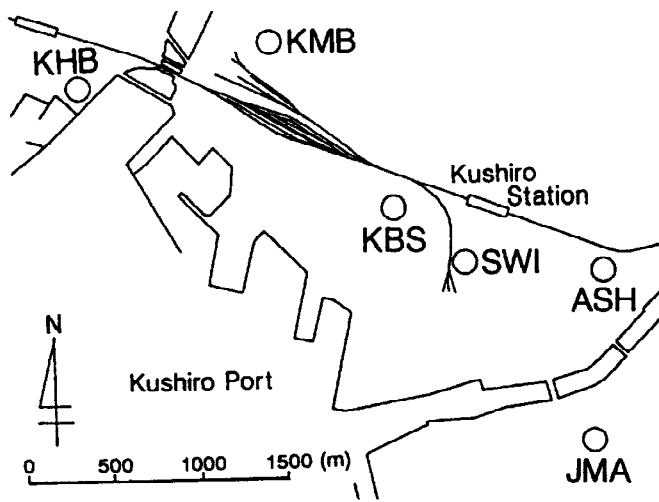 KMB
KHB
Kushiro
Station
KBS
SWI
ASH
N
Kushiro Port
0 500 1000 1500 (m)
JMA